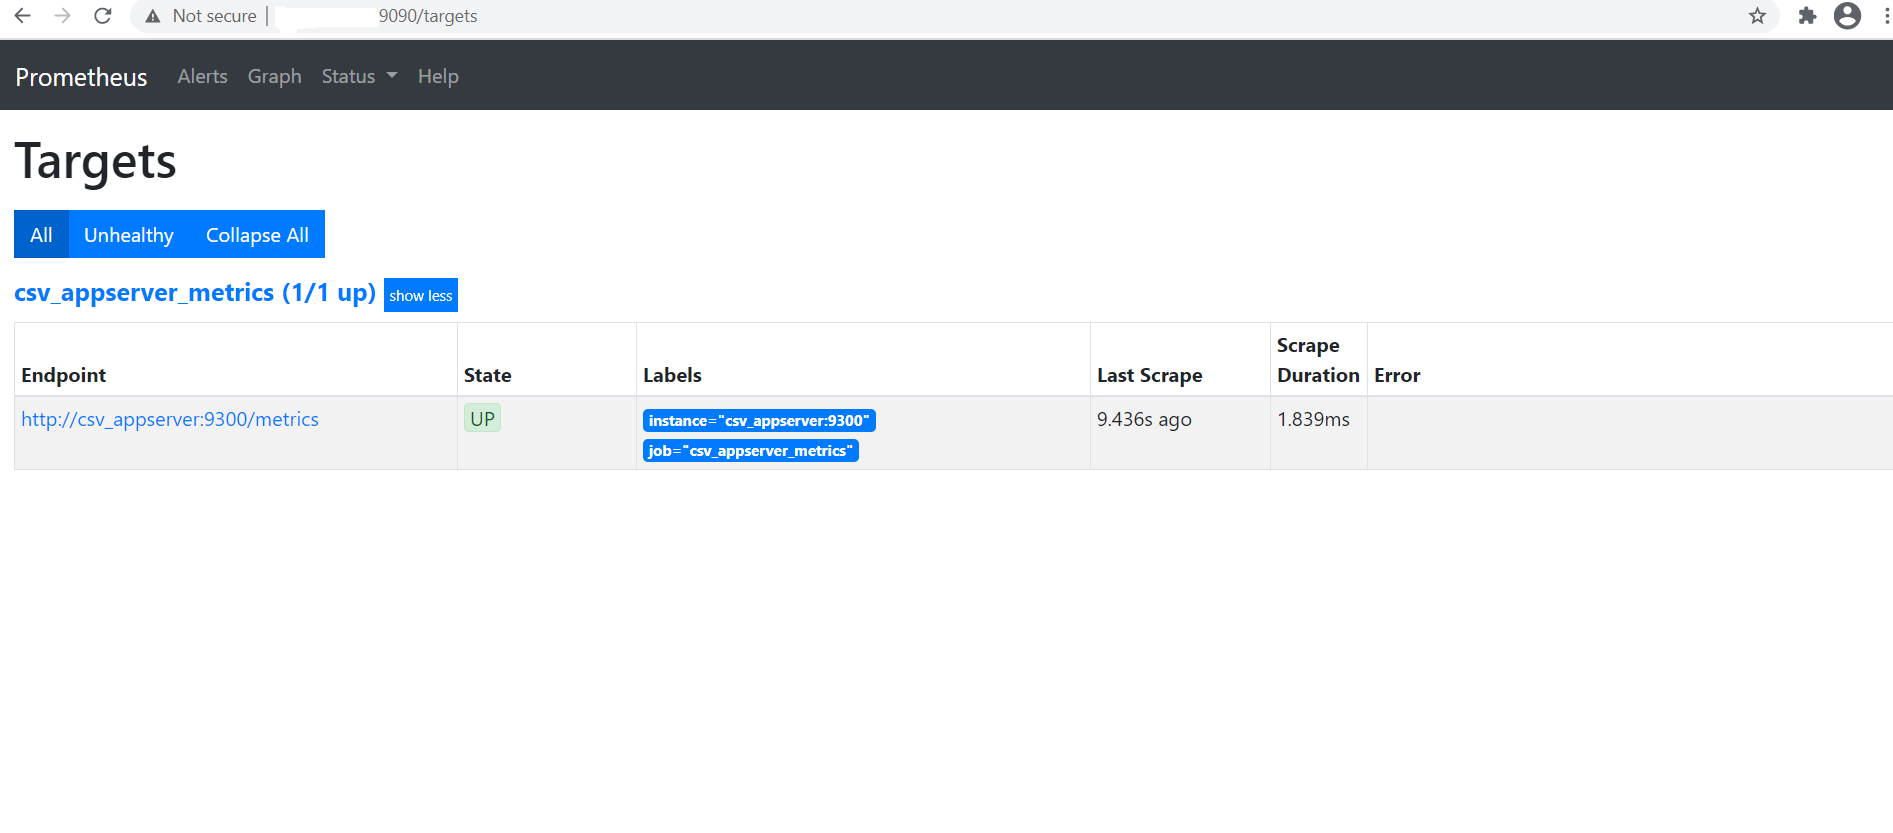 Not secure | 9090/targets
Prometheus Alerts Graph Status Help
Targets
All Unhealthy Collapse All
csv_appserver_metrics (1/1 up) show less
Endpoint State Labels Last Scrape Scrape Duration Error
http://csv_appserver:9300/metrics UP instance="csv_appserver:9300" 9.436s ago 1.839ms
job="csv_appserver_metrics"